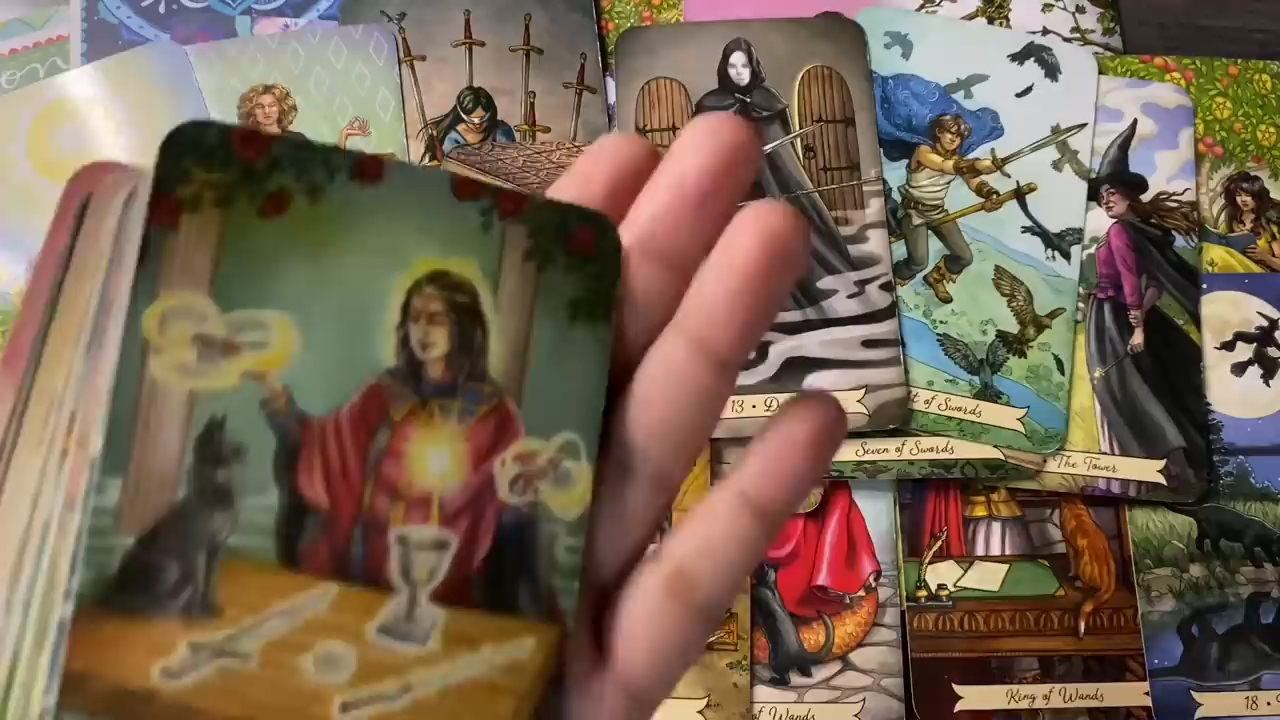 13 • D
t of Swords
Seven of Swords
The Tower
King of Wands
of Wands
18 •